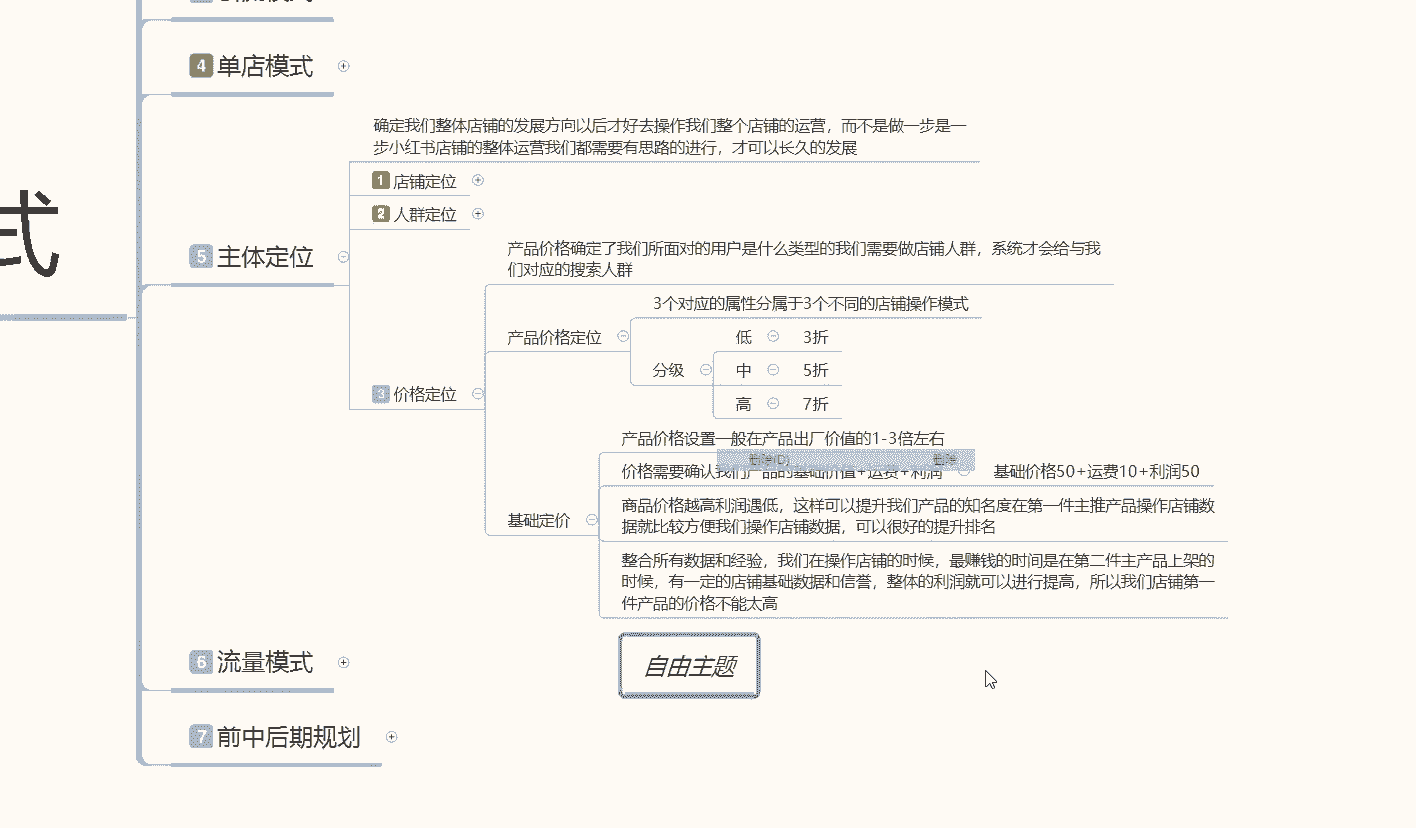 4 单店模式
确定我们整体店铺的发展方向以后才好去操作我们整个店铺的运营，而不是做一步是一
步小红书店铺的整体运营我们都需要有思路的进行，才可以长久的发展
1 店铺定位
2 人群定位
式
5 主体定位
产品价格确定了我们所面对的用户是什么类型的我们需要做店铺人群，系统才会给与我
们对应的搜索人群
3个对应的属性分属于3个不同的店铺操作模式
产品价格定位
低
3折
分级
中
5折
高
7折
3 价格定位
产品价格设置一般在产品出厂价值的1-3倍左右
删除(D)
删除
价格需要确认我们产品的基础价值+运费+利润
基础价格50+运费10+利润50
商品价格越高利润遇低，这样可以提升我们产品的知名度在第一件主推产品操作店铺数
据就比较方便我们操作店铺数据，可以很好的提升排名
基础定价
整合所有数据和经验，我们在操作店铺的时候，最赚钱的时间是在第二件主产品上架的
时候，有一定的店铺基础数据和信誉，整体的利润就可以进行提高，所以我们店铺第一
件产品的价格不能太高
6 流量模式
自由主题
7 前中后期规划